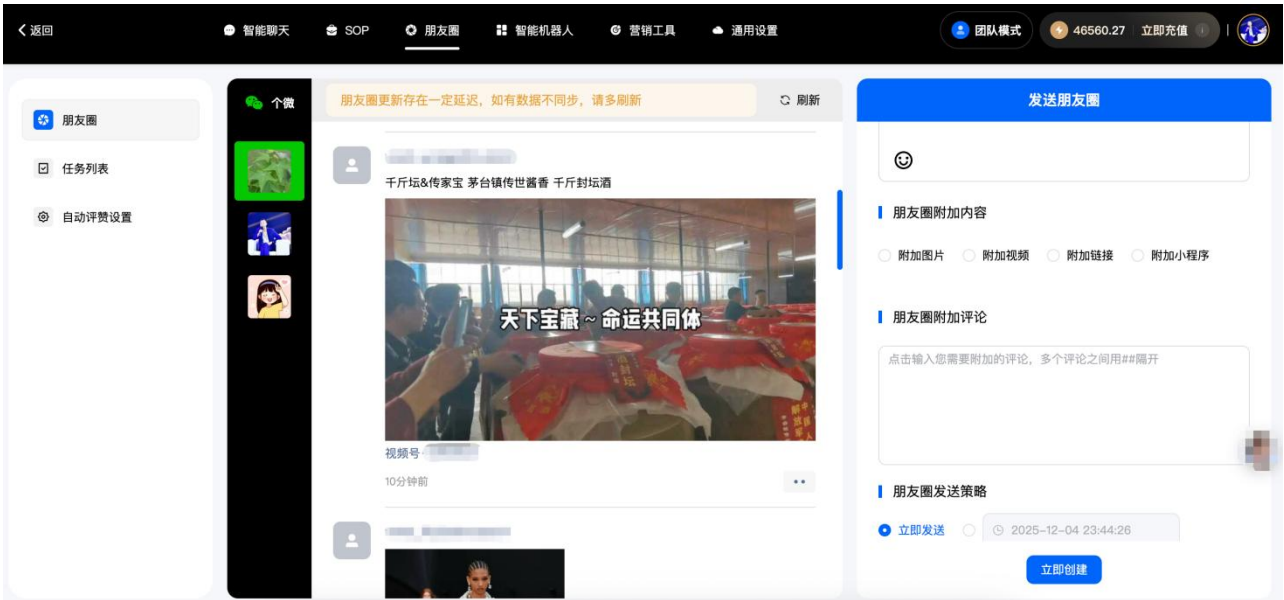 返回
智能聊天
SOP
朋友圈
智能机器人
营销工具
通用设置
团队模式
46560.27
立即充值
朋友圈
任务列表
自动评赞设置
个微
朋友圈更新存在一定延迟，如有数据不同步，请多刷新
刷新
千斤坛&传家宝 茅台镇传世酱香 千斤封坛酒
天下宝藏 ~ 命运共同体
视频号
10分钟前
发送朋友圈
朋友圈附加内容
附加图片
附加视频
附加链接
附加小程序
朋友圈附加评论
点击输入您需要附加的评论，多个评论之间用##隔开
朋友圈发送策略
立即发送
2025-12-04 23:44:26
立即创建